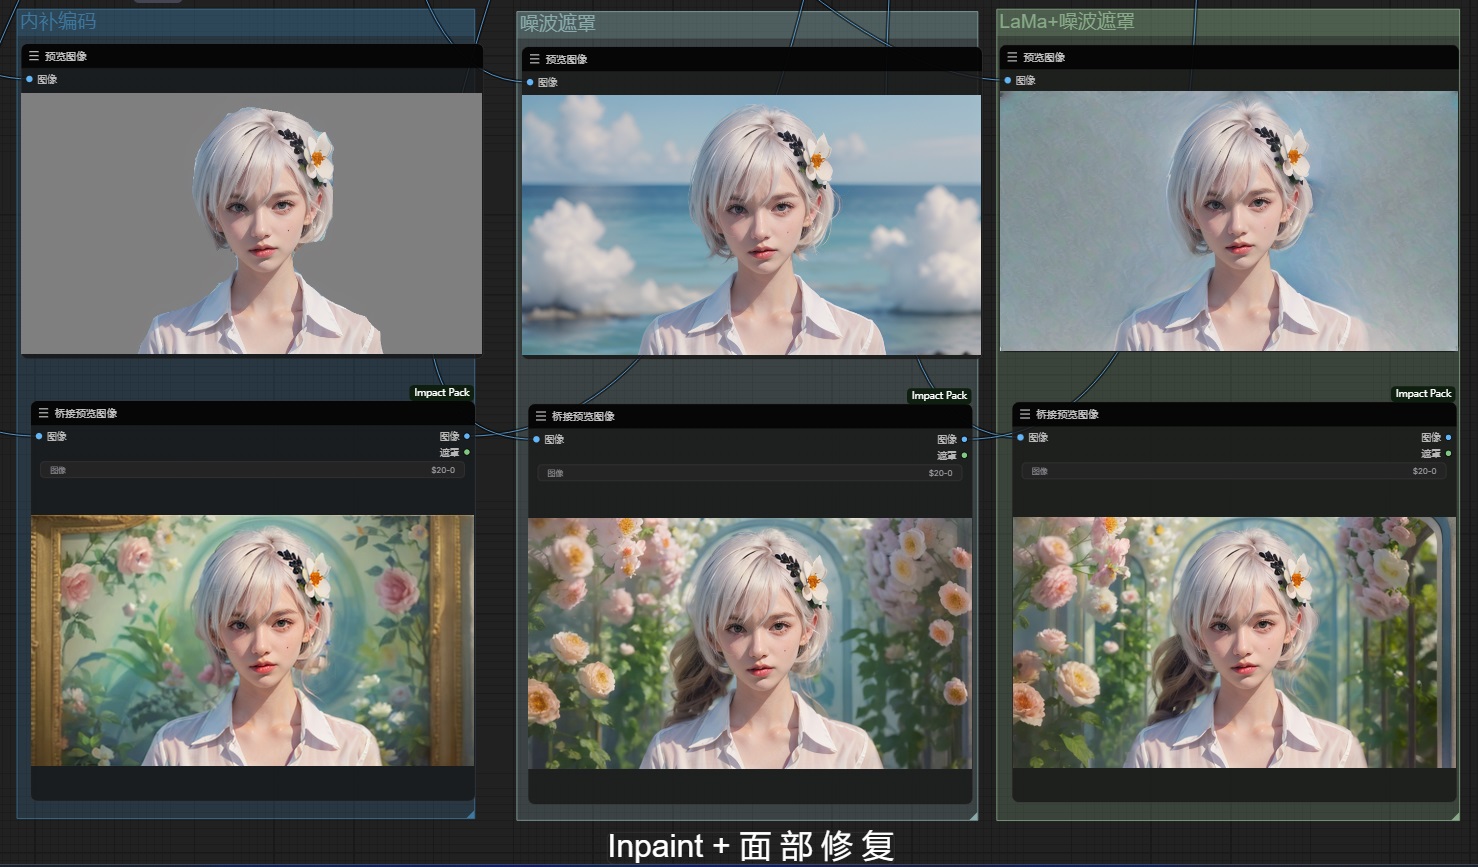 内补编码
预览图像
图像
Impact Pack
桥接预览图像
图像
图像
遮罩
图像 $20-0
噪波遮罩
预览图像
图像
Impact Pack
桥接预览图像
图像
图像
遮罩
图像 $20-0
LaMa+噪波遮罩
预览图像
图像
Impact Pack
桥接预览图像
图像
图像
遮罩
图像 $20-0
Inpaint + 面部修复